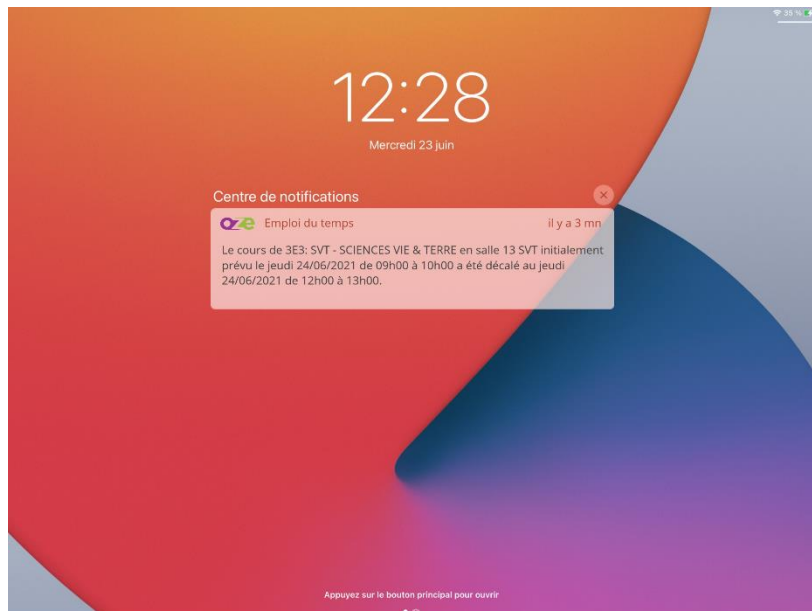 38 %
12:28
Mercredi 23 juin
Centre de notifications
oze Emploi du temps il y a 3 mn
Le cours de 3E3: SVT - SCIENCES VIE & TERRE en salle 13 SVT initialement
prévu le jeudi 24/06/2021 de 09h00 à 10h00 a été décalé au jeudi
24/06/2021 de 12h00 à 13h00.
Appuyez sur le bouton principal pour ouvrir